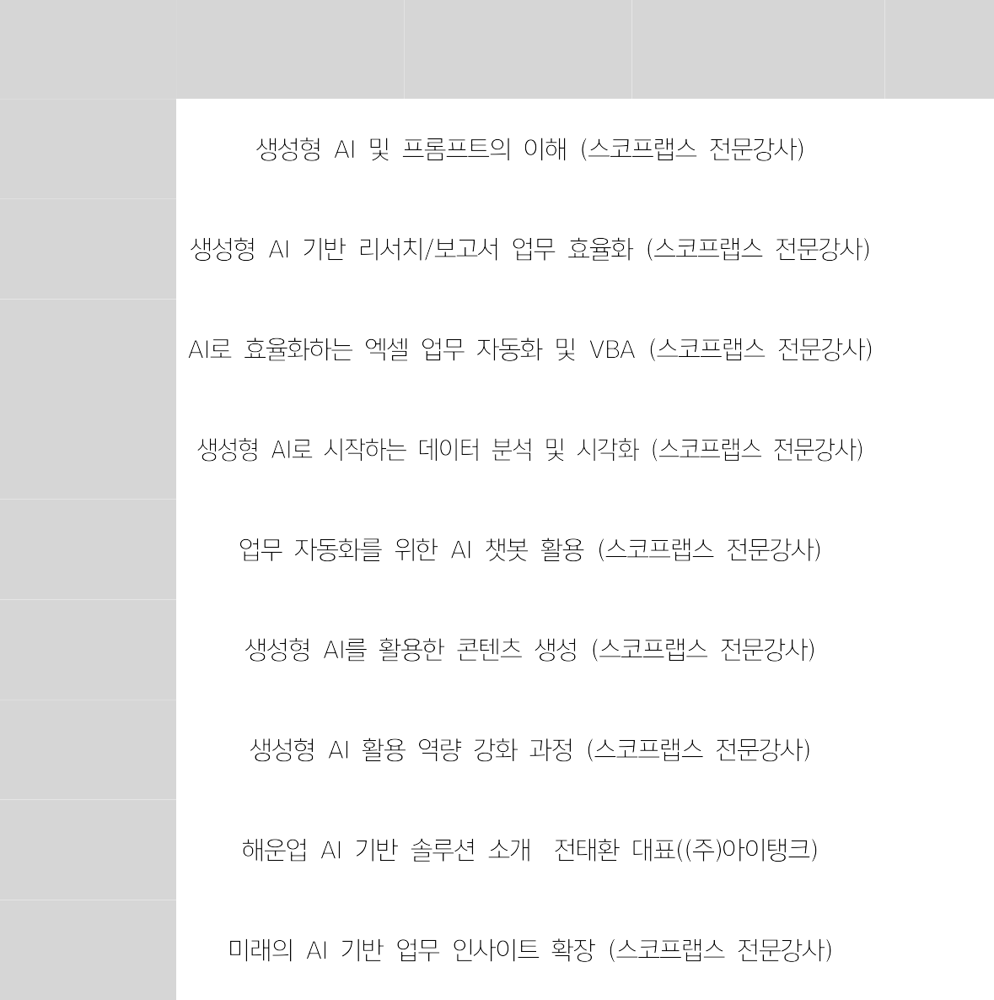 생성형 AI 및 프롬프트의 이해 (스코프랩스 전문강사)
생성형 AI 기반 리서치/보고서 업무 효율화 (스코프랩스 전문강사)
AI로 효율화하는 엑셀 업무 자동화 및 VBA (스코프랩스 전문강사)
생성형 AI로 시작하는 데이터 분석 및 시각화 (스코프랩스 전문강사)
업무 자동화를 위한 AI 챗봇 활용 (스코프랩스 전문강사)
생성형 AI를 활용한 콘텐츠 생성 (스코프랩스 전문강사)
생성형 AI 활용 역량 강화 과정 (스코프랩스 전문강사)
해운업 AI 기반 솔루션 소개 전태환 대표((주)아이탱크)
미래의 AI 기반 업무 인사이트 확장 (스코프랩스 전문강사)